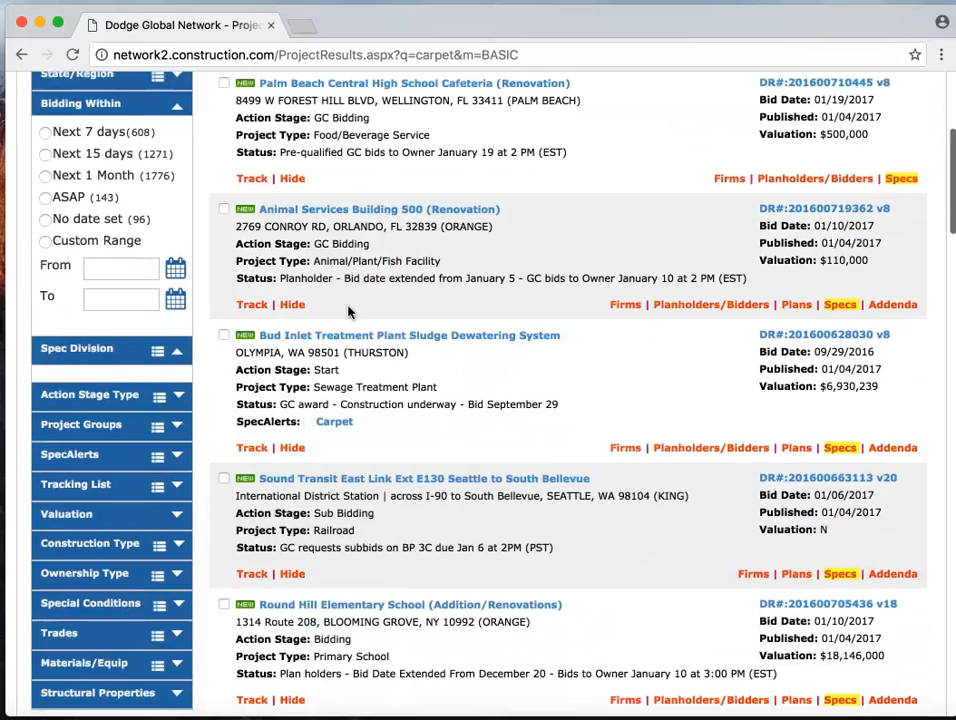 Dodge Global Network - Proje
network2.construction.com/ProjectResults.aspx?q=carpet&m=BASIC
State/Region
Bidding Within
Next 7 days(608)
Next 15 days (1271)
Next 1 Month (1776)
ASAP (143)
No date set (96)
Custom Range
From
To
Spec Division
Action Stage Type
Project Groups
SpecAlerts
Tracking List
Valuation
Construction Type
Ownership Type
Special Conditions
Trades
Materials/Equip
Structural Properties
NEW Palm Beach Central High School Cafeteria (Renovation) DR#:201600710445 v8
8499 W FOREST HILL BLVD, WELLINGTON, FL 33411 (PALM BEACH) Bid Date: 01/19/2017
Action Stage: GC Bidding Published: 01/04/2017
Project Type: Food/Beverage Service Valuation: $500,000
Status: Pre-qualified GC bids to Owner January 19 at 2 PM (EST)
Track | Hide Firms | Planholders/Bidders | Specs
NEW Animal Services Building 500 (Renovation) DR#:201600719362 v8
2769 CONROY RD, ORLANDO, FL 32839 (ORANGE) Bid Date: 01/10/2017
Action Stage: GC Bidding Published: 01/04/2017
Project Type: Animal/Plant/Fish Facility Valuation: $110,000
Status: Planholder - Bid date extended from January 5 - GC bids to Owner January 10 at 2 PM (EST)
Track | Hide Firms | Planholders/Bidders | Plans | Specs | Addenda
NEW Bud Inlet Treatment Plant Sludge Dewatering System DR#:201600628030 v8
OLYMPIA, WA 98501 (THURSTON) Bid Date: 09/29/2016
Action Stage: Start Published: 01/04/2017
Project Type: Sewage Treatment Plant Valuation: $6,930,239
Status: GC award - Construction underway - Bid September 29
SpecAlerts: Carpet
Track | Hide Firms | Planholders/Bidders | Plans | Specs | Addenda
NEW Sound Transit East Link Ext E130 Seattle to South Bellevue DR#:201600663113 v20
International District Station | across I-90 to South Bellevue, SEATTLE, WA 98104 (KING) Bid Date: 01/06/2017
Action Stage: Sub Bidding Published: 01/04/2017
Project Type: Railroad Valuation: N
Status: GC requests subbids on BP 3C due Jan 6 at 2PM (PST)
Track | Hide Firms | Plans | Specs | Addenda
NEW Round Hill Elementary School (Addition/Renovations) DR#:201600705436 v18
1314 Route 208, BLOOMING GROVE, NY 10992 (ORANGE) Bid Date: 01/10/2017
Action Stage: Bidding Published: 01/04/2017
Project Type: Primary School Valuation: $18,146,000
Status: Plan holders - Bid Date Extended From December 20 - Bids to Owner January 10 at 3:00 PM (EST)
Track | Hide Firms | Planholders/Bidders | Plans | Specs | Addenda